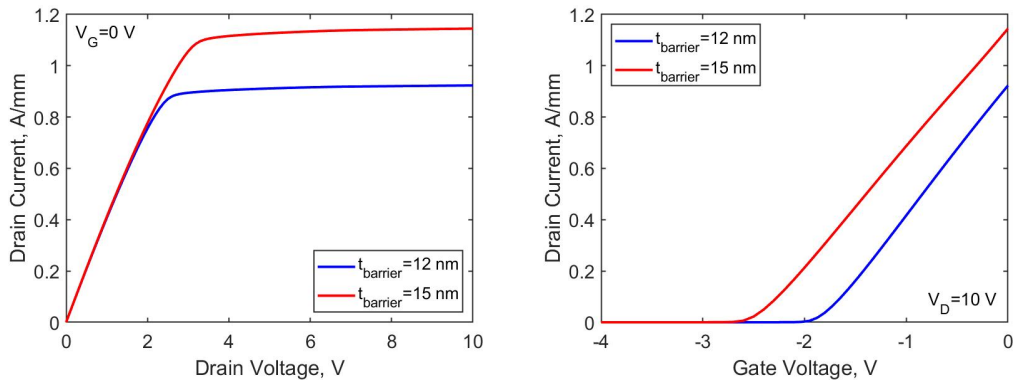 1.2
1
0.8
0.6
0.4
0.2
0
0 2 4 6 8 10
Drain Current, A/mm
Drain Voltage, V
V_G=0 V
t_barrier=12 nm
t_barrier=15 nm
1.2
1
0.8
0.6
0.4
0.2
0
-4 -3 -2 -1 0
Drain Current, A/mm
Gate Voltage, V
t_barrier=12 nm
t_barrier=15 nm
V_D=10 V